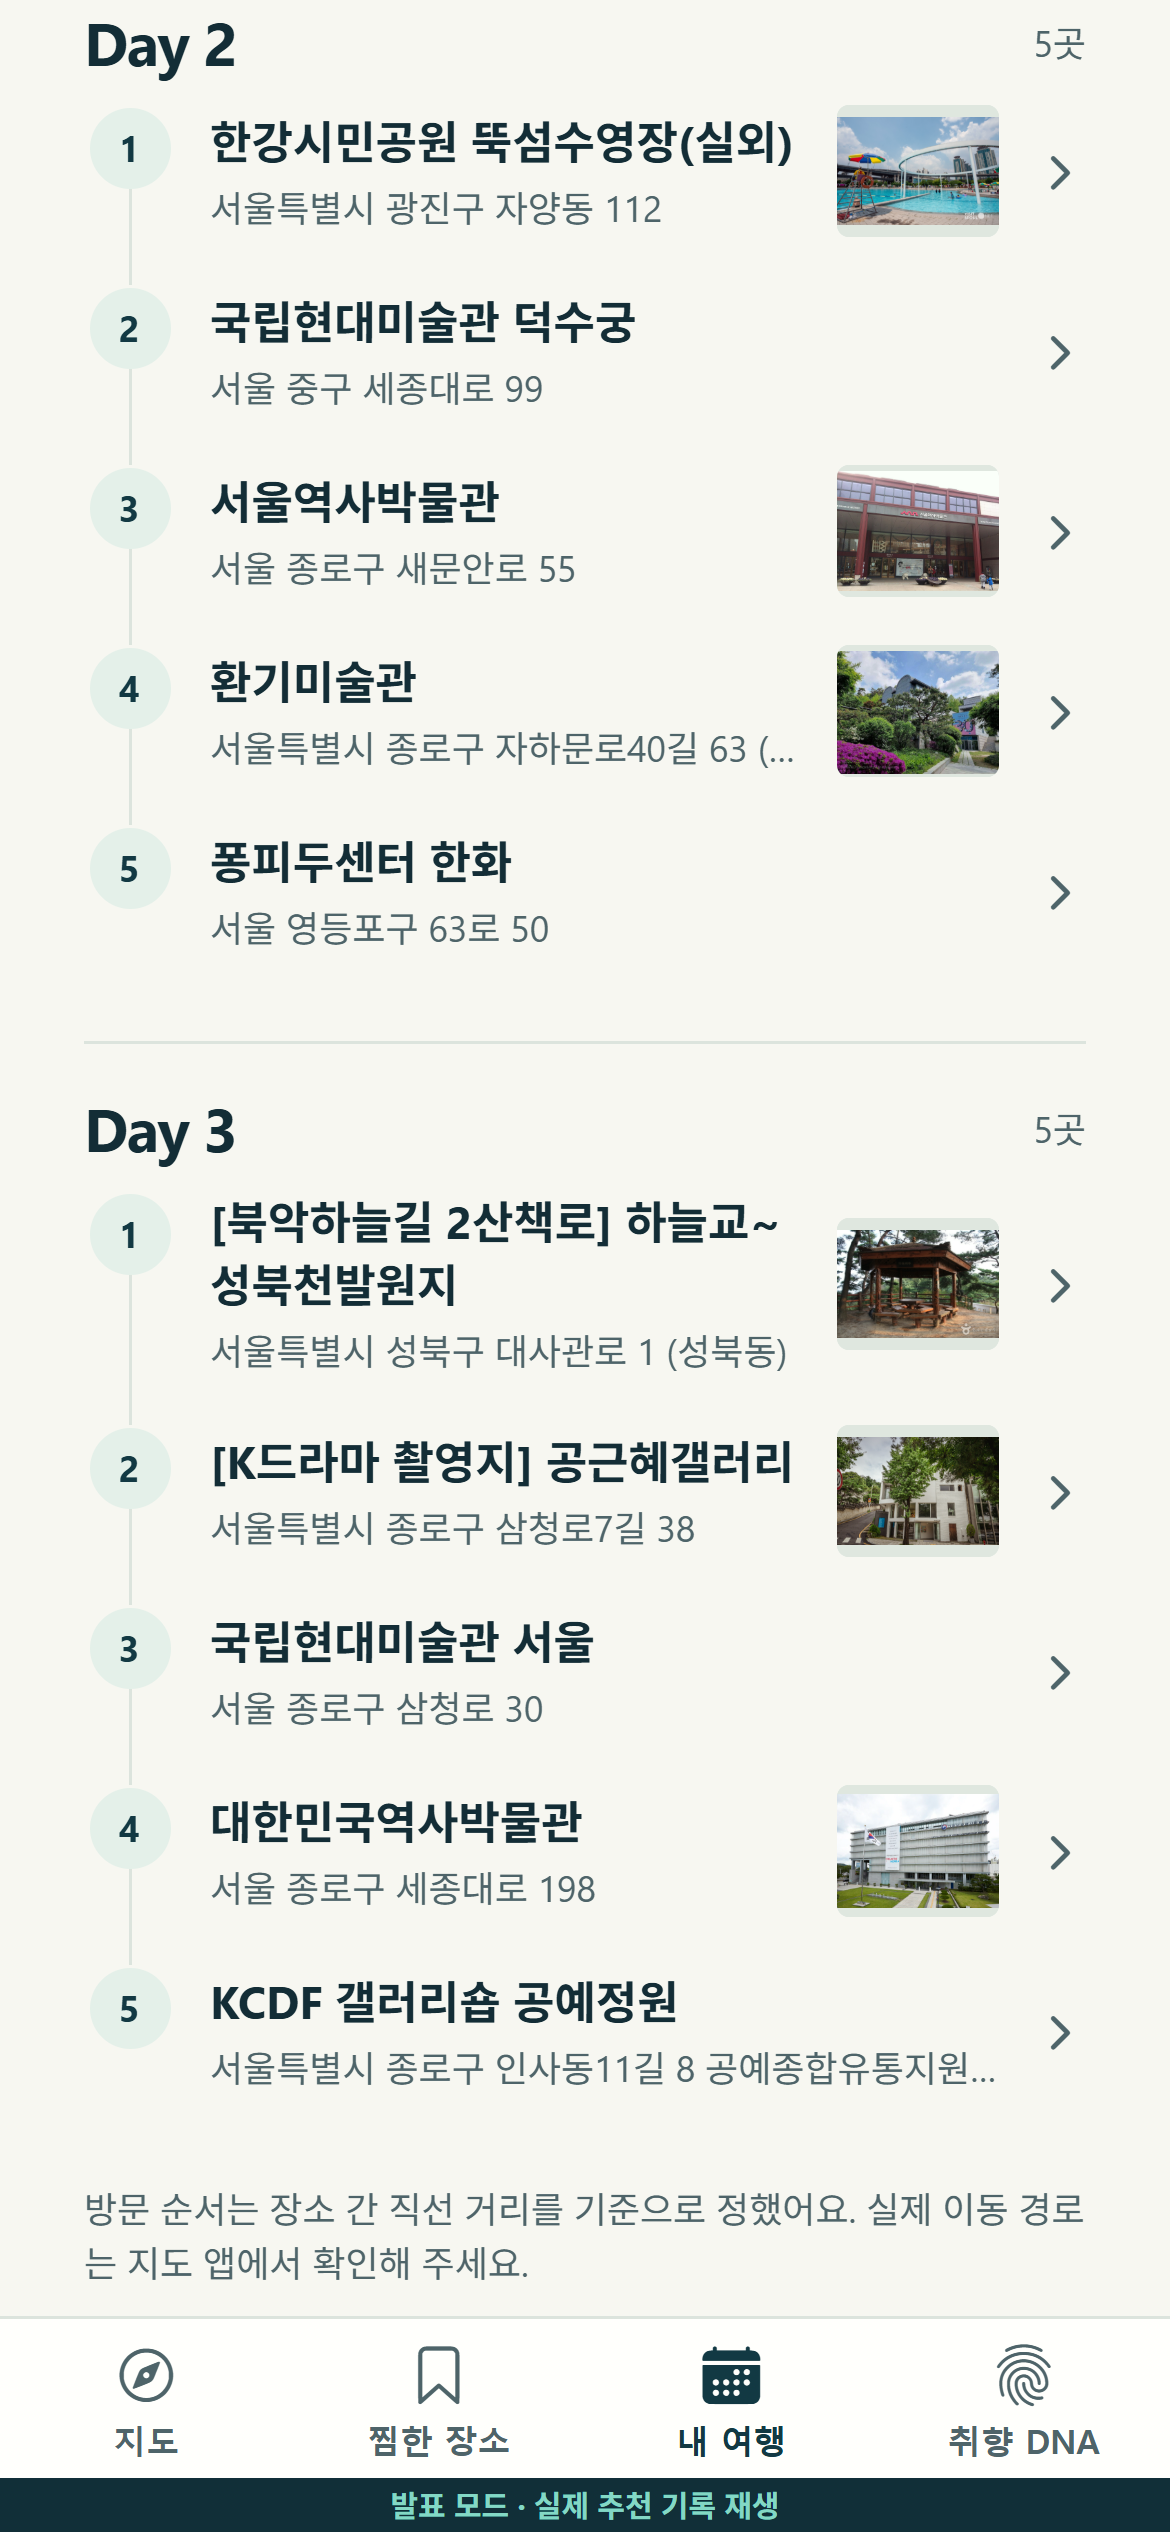 Day 2
5곳
1
한강시민공원 뚝섬수영장(실외)
서울특별시 광진구 자양동 112
2
국립현대미술관 덕수궁
서울 중구 세종대로 99
3
서울역사박물관
서울 종로구 새문안로 55
4
환기미술관
서울특별시 종로구 자하문로40길 63 (...
5
퐁피두센터 한화
서울 영등포구 63로 50
Day 3
5곳
1
[북악하늘길 2산책로] 하늘교~
성북천발원지
서울특별시 성북구 대사관로 1 (성북동)
2
[K드라마 촬영지] 공근혜갤러리
서울특별시 종로구 삼청로7길 38
3
국립현대미술관 서울
서울 종로구 삼청로 30
4
대한민국역사박물관
서울 종로구 세종대로 198
5
KCDF 갤러리숍 공예정원
서울특별시 종로구 인사동11길 8 공예종합유통지원...
방문 순서는 장소 간 직선 거리를 기준으로 정했어요. 실제 이동 경로
는 지도 앱에서 확인해 주세요.
지도
찜한 장소
내 여행
취향 DNA
발표 모드 · 실제 추천 기록 재생